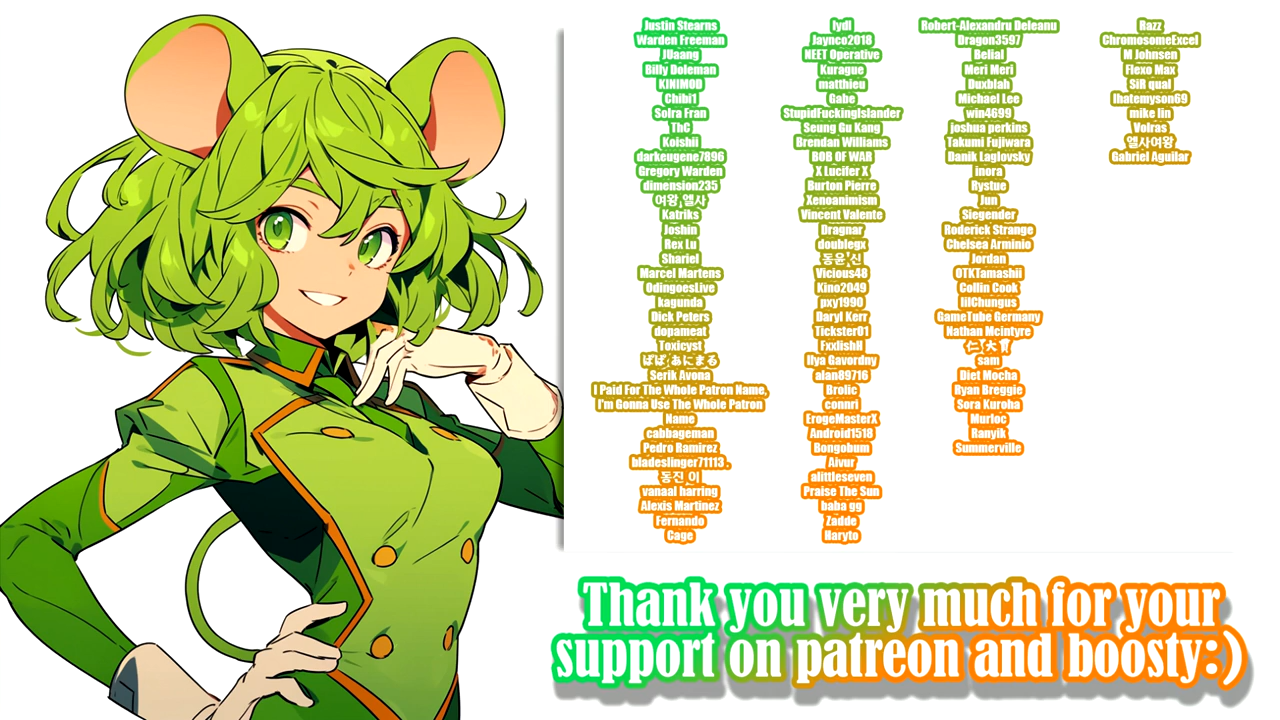 Justin Stearns
Warden Freeman
JUaang
Billy Doleman
KINIMOD
Chibi1
Solra Fran
ThC
Koishii
darkeugene7896
Gregory Warden
dimension235
여왕 엘사
Katriks
Joshin
Rex Lu
Shariel
Marcel Martens
OdingoesLive
kagunda
Dick Peters
dopameat
Toxicyst
ぱぱ あにまる
Serik Avona
I Paid For The Whole Patron Name,
I'm Gonna Use The Whole Patron
Name
cabbageman
Pedro Ramirez
bladeslinger71113 .
동진 이
vanaal harring
Alexis Martinez
Fernando
Cage
lydl
Jaynco2018
NEET Operative
Kurague
matthieu
Gabe
StupidFuckingIslander
Seung Gu Kang
Brendan Williams
BOB OF WAR
X Lucifer X
Burton Pierre
Xenoanimism
Vincent Valente
Dragnar
doublegx
동윤 신
Vicious48
Kino2049
pxy1990
Daryl Kerr
Tickster01
FxxlishH
Ilya Gavordny
alan89716
Brolic
connri
ErogeMasterX
Android1518
Bongobum
Aivur
alittleseven
Praise The Sun
baba gg
Zadde
Haryto
Robert-Alexandru Deleanu
Dragon3597
Belial
Meri Meri
Duxblah
Michael Lee
win4699
joshua perkins
Takumi Fujiwara
Danik Laglovsky
inora
Rystue
Jun
Siegender
Roderick Strange
Chelsea Arminio
Jordan
OTKTamashii
Collin Cook
lilChungus
GameTube Germany
Nathan Mcintyre
仁 大賀
sam
Diet Mocha
Ryan Breggie
Sora Kuroha
Murloc
Ranyik
Summerville
Razz
ChromosomeExcel
M Johnsen
Flexo Max
SiR qual
Ihatemyson69
mike lin
Volras
엘사여왕
Gabriel Aguilar
Thank you very much for your
support on patreon and boosty:)